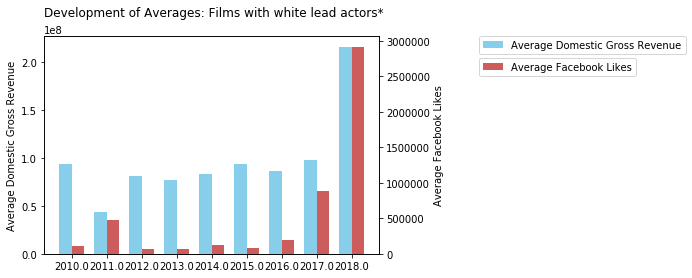 Development of Averages: Films with white lead actors*
1e8
Average Domestic Gross Revenue
2.0
1.5
1.0
0.5
0.0
2010.0 2011.0 2012.0 2013.0 2014.0 2015.0 2016.0 2017.0 2018.0
3000000
2500000
2000000
1500000
1000000
500000
0
Average Facebook Likes
Average Domestic Gross Revenue
Average Facebook Likes